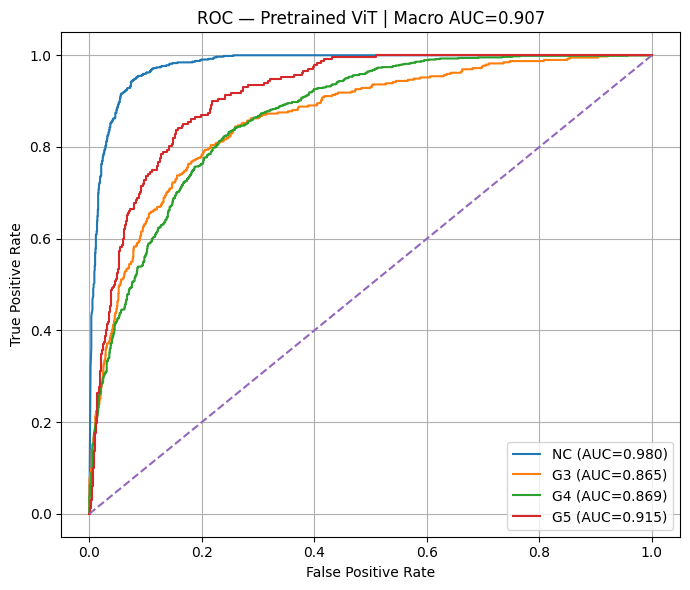 ROC — Pretrained ViT | Macro AUC=0.907
True Positive Rate
1.0
0.8
0.6
0.4
0.2
0.0
0.0 0.2 0.4 0.6 0.8 1.0
False Positive Rate
NC (AUC=0.980)
G3 (AUC=0.865)
G4 (AUC=0.869)
G5 (AUC=0.915)